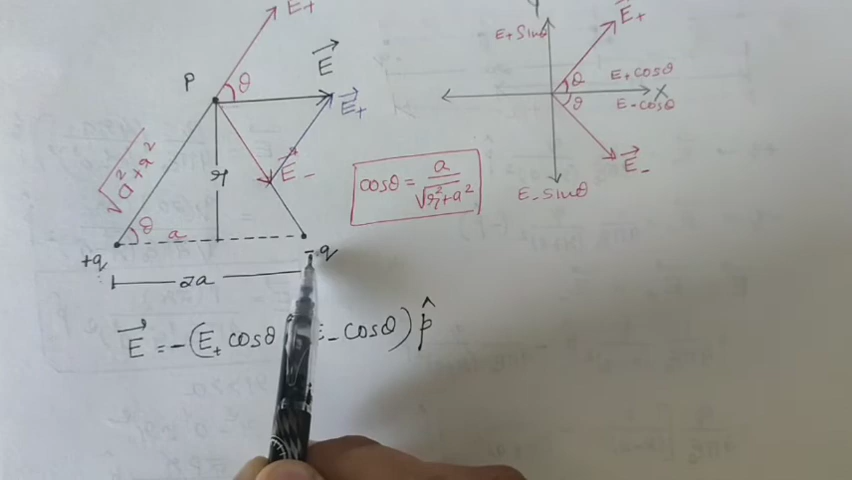 E₊
θ
P
E⃗
E⃗₊
E⃗₋
√a²+r²
r
θ
a
+q
-q
2a
Y
E₊ sinθ
E⃗₊
θ
E₊ cosθ
X
θ
E₋ cosθ
E⃗₋
E₋ sinθ
cosθ = a/√r²+a²
E⃗ = -(E₊ cosθ E₋ cosθ) p̂